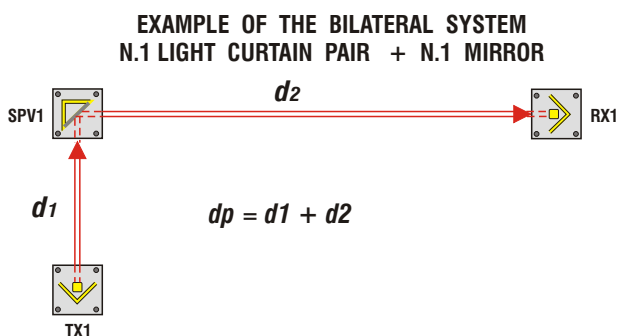 EXAMPLE OF THE BILATERAL SYSTEM
N.1 LIGHT CURTAIN PAIR + N.1 MIRROR
d2
SPV1
RX1
d1
dp = d1 + d2
TX1